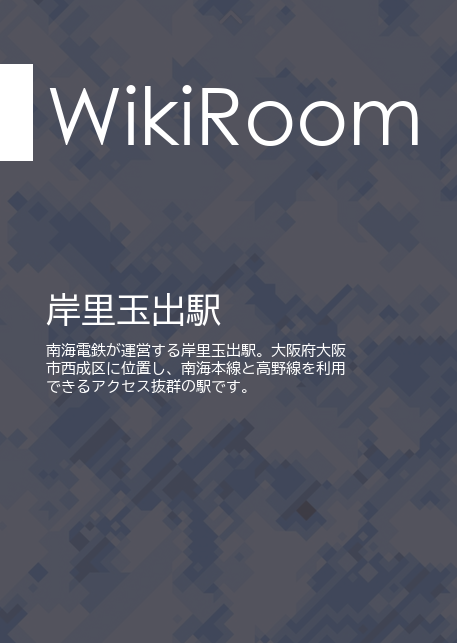 WikiRoom
岸里玉出駅
南海電鉄が運営する岸里玉出駅。大阪府大阪
市西成区に位置し、南海本線と高野線を利用
できるアクセス抜群の駅です。